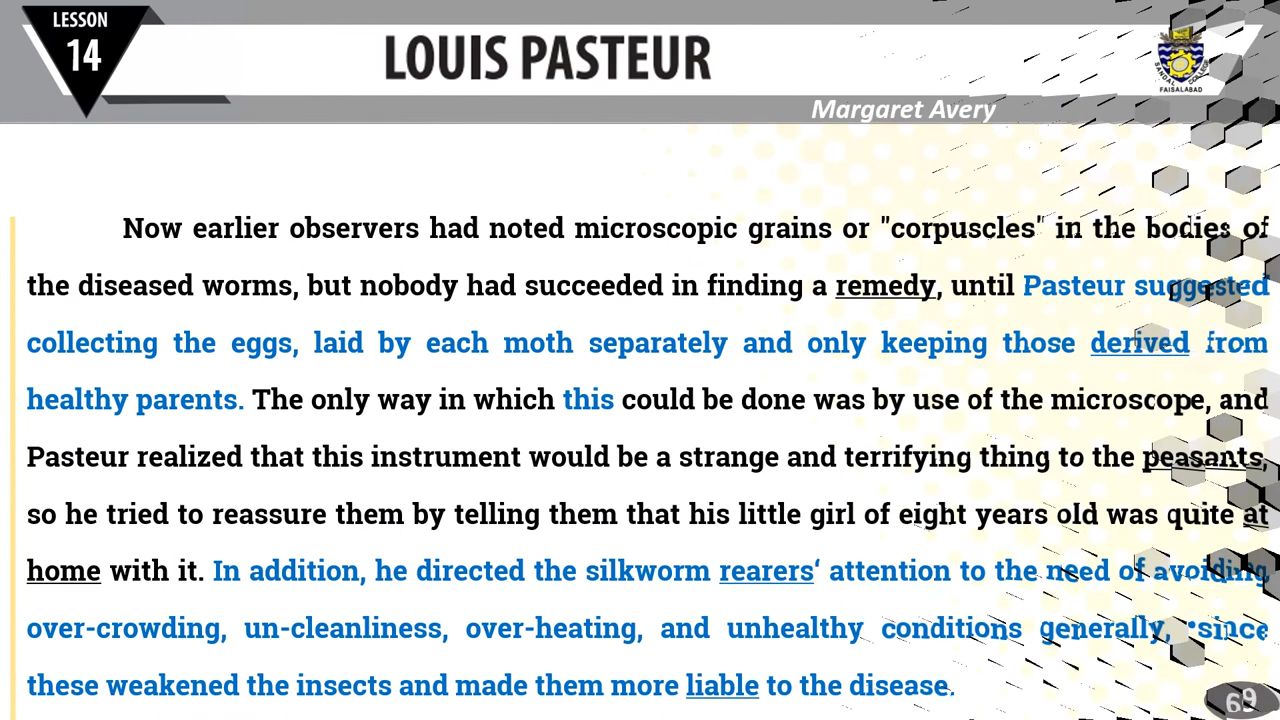 LESSON
14
LOUIS PASTEUR
SANDAL COLLEGE
FAISALABAD
Margaret Avery
Now earlier observers had noted microscopic grains or "corpuscles" in the bodies of
the diseased worms, but nobody had succeeded in finding a remedy, until Pasteur suggested
collecting the eggs, laid by each moth separately and only keeping those derived from
healthy parents. The only way in which this could be done was by use of the microscope, and
Pasteur realized that this instrument would be a strange and terrifying thing to the peasants,
so he tried to reassure them by telling them that his little girl of eight years old was quite at
home with it. In addition, he directed the silkworm rearers‘ attention to the need of avoiding
over-crowding, un-cleanliness, over-heating, and unhealthy conditions generally, •since
these weakened the insects and made them more liable to the disease.
69